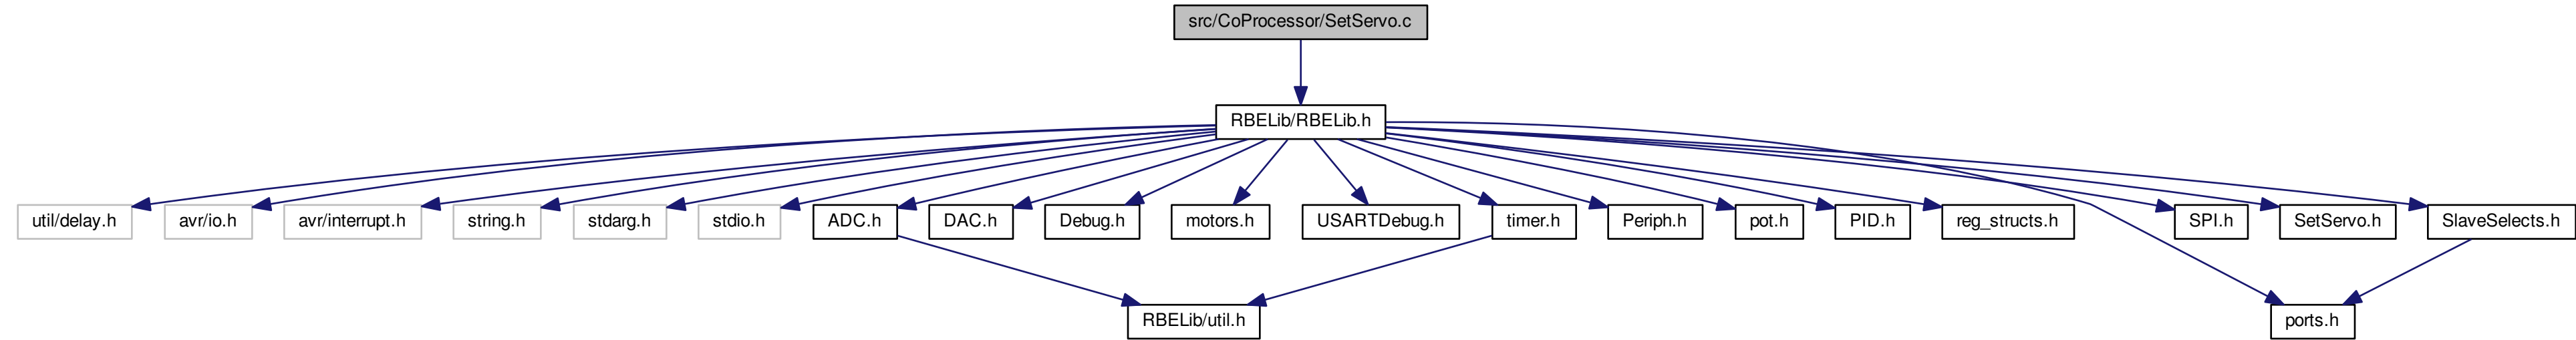 src/CoProcessor/SetServo.c
RBELib/RBELib.h
util/delay.h
avr/io.h
avr/interrupt.h
string.h
stdarg.h
stdio.h
ADC.h
DAC.h
Debug.h
motors.h
USARTDebug.h
timer.h
Periph.h
pot.h
PID.h
reg_structs.h
SPI.h
SetServo.h
SlaveSelects.h
RBELib/util.h
ports.h